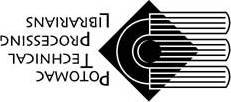 POTOMAC
TECHNICAL
PROCESSING
LIBRARIANS